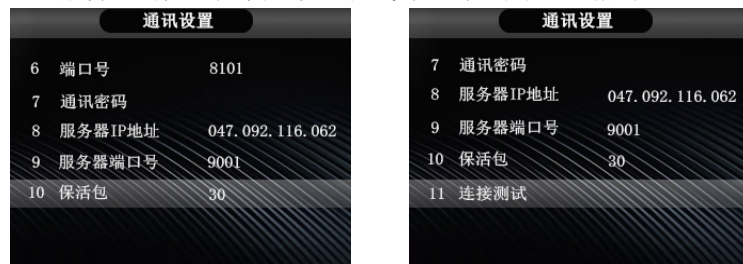 通讯设置
6 端口号 8101
7 通讯密码
8 服务器IP地址 047.092.116.062
9 服务器端口号 9001
10 保活包 30
通讯设置
7 通讯密码
8 服务器IP地址 047.092.116.062
9 服务器端口号 9001
10 保活包 30
11 连接测试